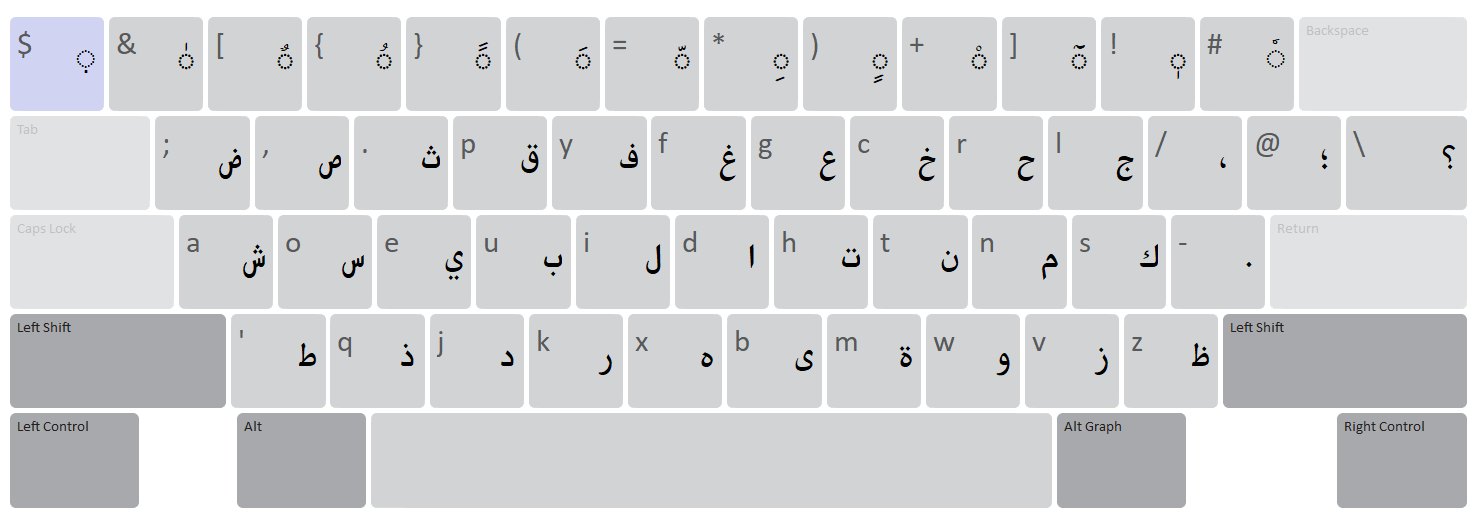 $ ◌ٜ & ◌ٰ [ ◌ٌ { ◌ُ } ◌ً ( ◌َ = ◌ّ * ◌ِ ) ◌ٍ + ◌ْ ] ◌ٓ ! ◌ٖ # ◌ٗ Backspace
Tab ; ض , ص . ث p ق y ف f غ g ع c خ r ح l ج / ، @ ؛ \ ؟
Caps Lock a ش o س e ي u ب i ل d ا h ت t ن n م s ك - . Return
Left Shift ' ط q ذ j د k ر x ه b ى m ة w و v ز z ظ Left Shift
Left Control Alt Alt Graph Right Control